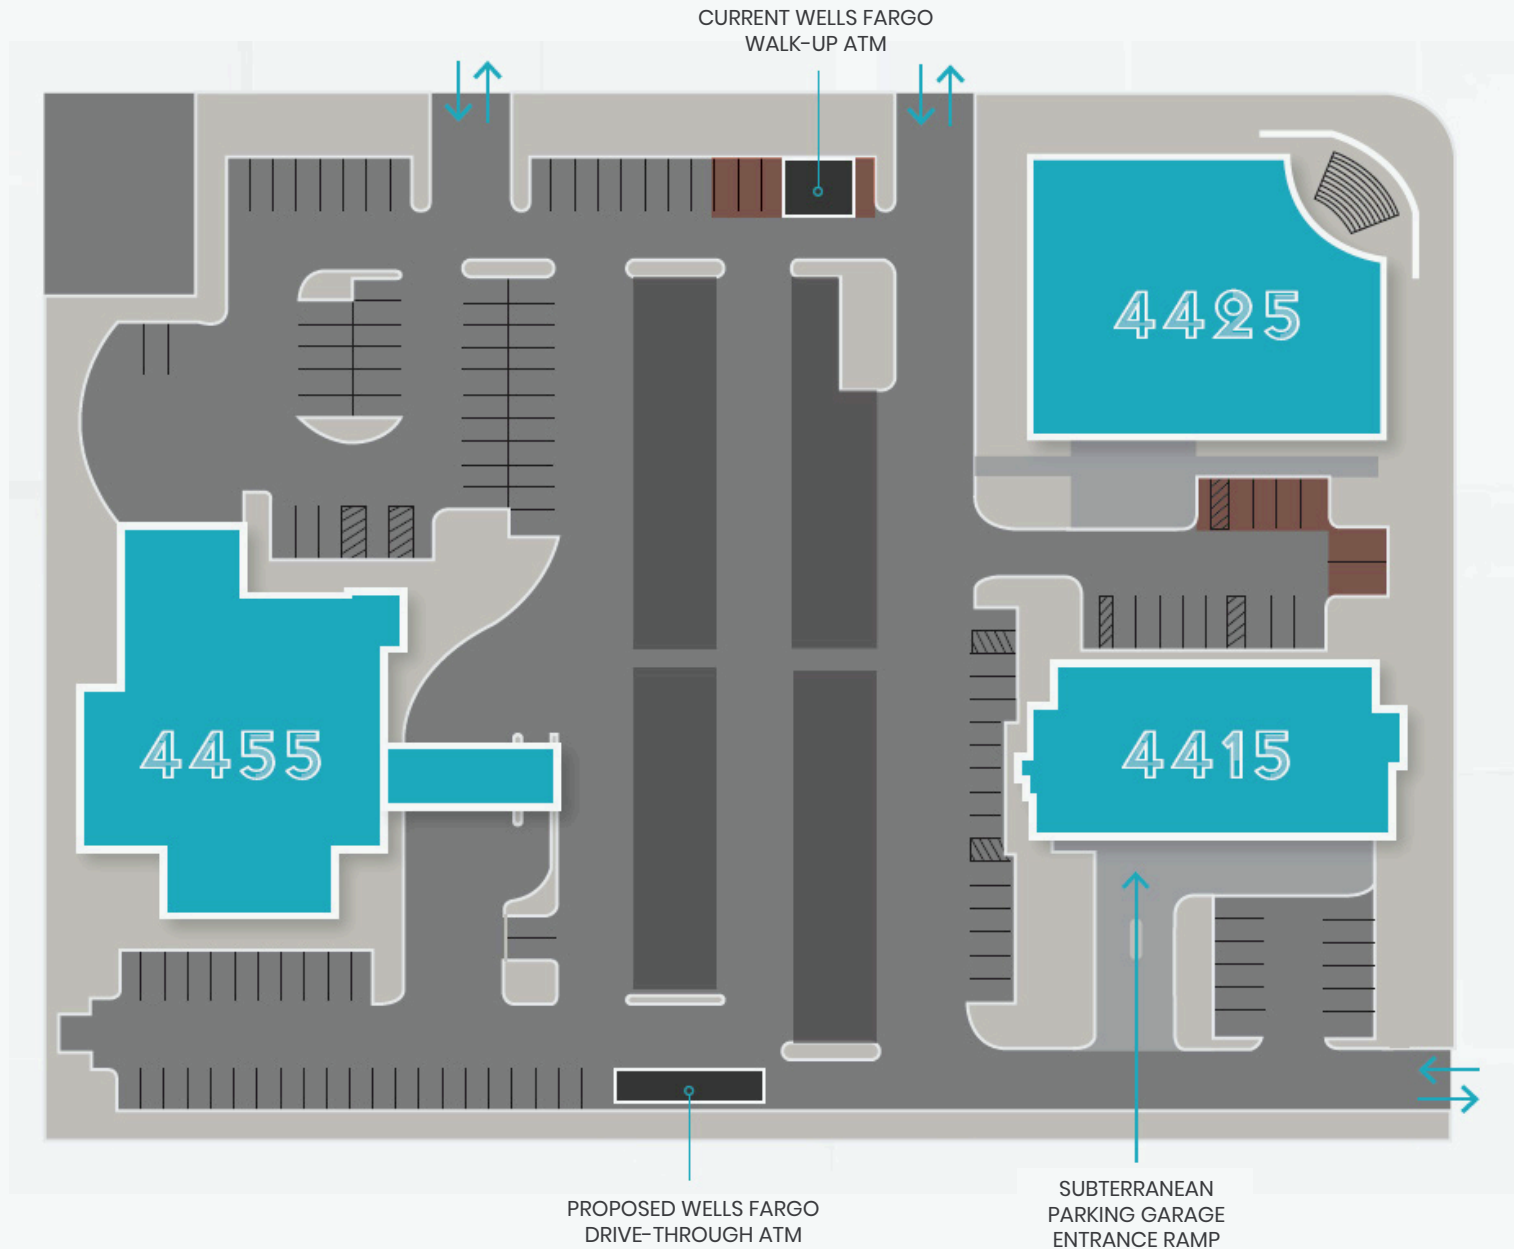 CURRENT WELLS FARGO
WALK-UP ATM
4425
4455
4415
PROPOSED WELLS FARGO
DRIVE-THROUGH ATM
SUBTERRANEAN
PARKING GARAGE
ENTRANCE RAMP